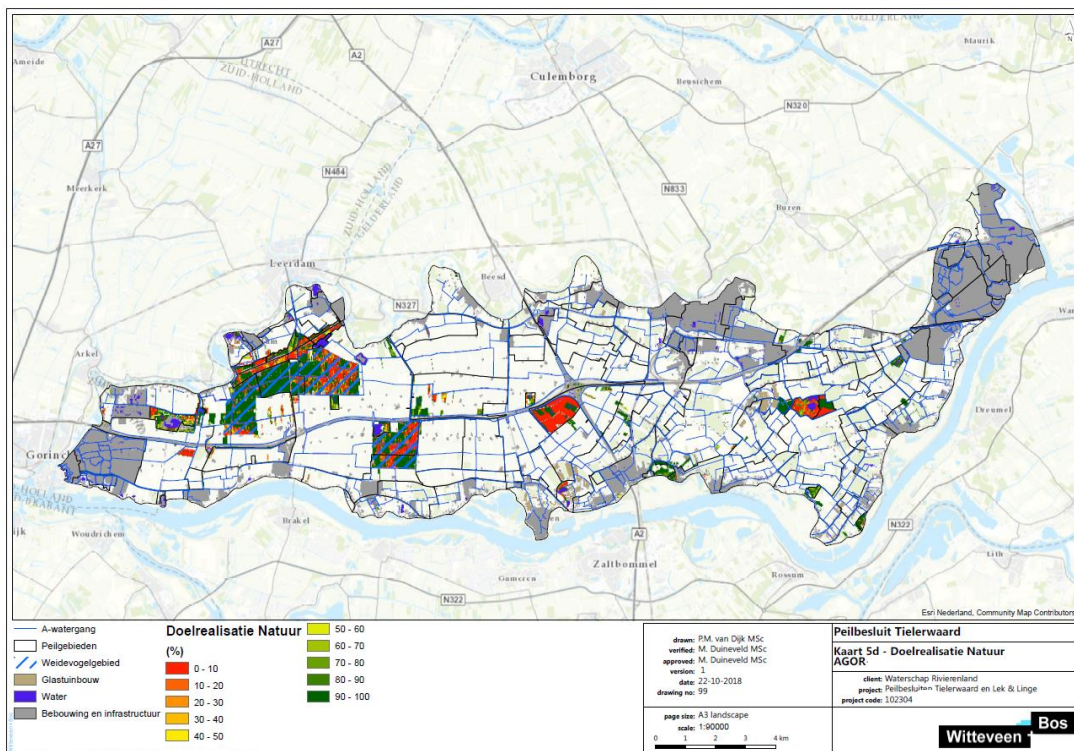 UTRECHT
ZUID-HOLLAND
GELDERLAND
A27
A2
Ameide
Culemborg
Maurik
Beusichem
N320
A27
Meerkerk
N484
ZUID-HOLLAND
GELDERLAND
N833
Buren
Leerdam
Beesd
N327
Arkel
Dreumel
Gorinch
Brakel
Woudrichem
Zaltbommel
A2
Gameren
N322
Rossum
N322
Lith
Esri Nederland, Community Map Contributors
A-watergang
Peilgebieden
Weidevogelgebied
Glastuinbouw
Water
Bebouwing en infrastructuur
Doelrealisatie Natuur
(%)
0 - 10
10 - 20
20 - 30
30 - 40
40 - 50
50 - 60
60 - 70
70 - 80
80 - 90
90 - 100
drawn: P.M. van Dijk MSc
verified: M. Duineveld MSc
approved: M. Duineveld MSc
version: 1
date: 22-10-2018
drawing no: 99
page size: A3 landscape
scale: 1:90000
0 1 2 3 4 km
Peilbesluit Tielerwaard
Kaart 5d - Doelrealisatie Natuur
AGOR
client: Waterschap Rivierenland
project: Peilbesluiten Tielerwaard en Lek & Linge
project code: 102304
Witteveen + Bos